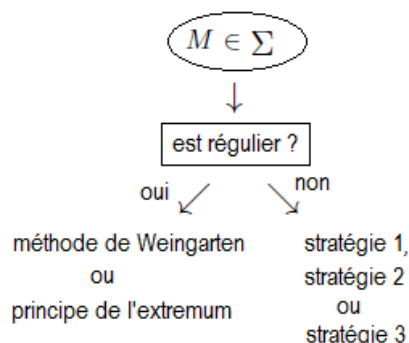 M ∈ Σ
est régulier ?
oui
non
méthode de Weingarten
ou
principe de l'extremum
stratégie 1,
stratégie 2
ou
stratégie 3